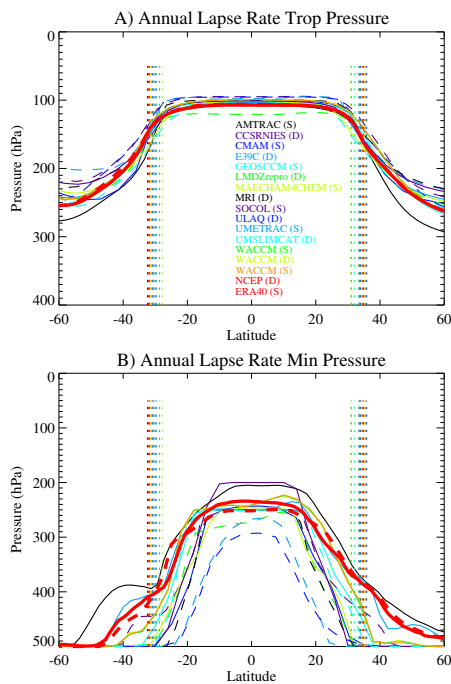 A) Annual Lapse Rate Trop Pressure
0
100
200
300
400
Pressure (hPa)
AMTRAC (S)
CCSRNIES (D)
CMAM (S)
E39C (D)
GEOSCCM (S)
LMDZrepro (D)
MAECHAM4CHEM (S)
MRI (D)
SOCOL (S)
ULAQ (D)
UMETRAC (S)
UMSLIMCAT (D)
WACCM (S)
WACCM (D)
WACCM (S)
NCEP (D)
ERA40 (S)
-60 -40 -20 0 20 40 60
Latitude
B) Annual Lapse Rate Min Pressure
0
100
200
300
400
500
Pressure (hPa)
-60 -40 -20 0 20 40 60
Latitude